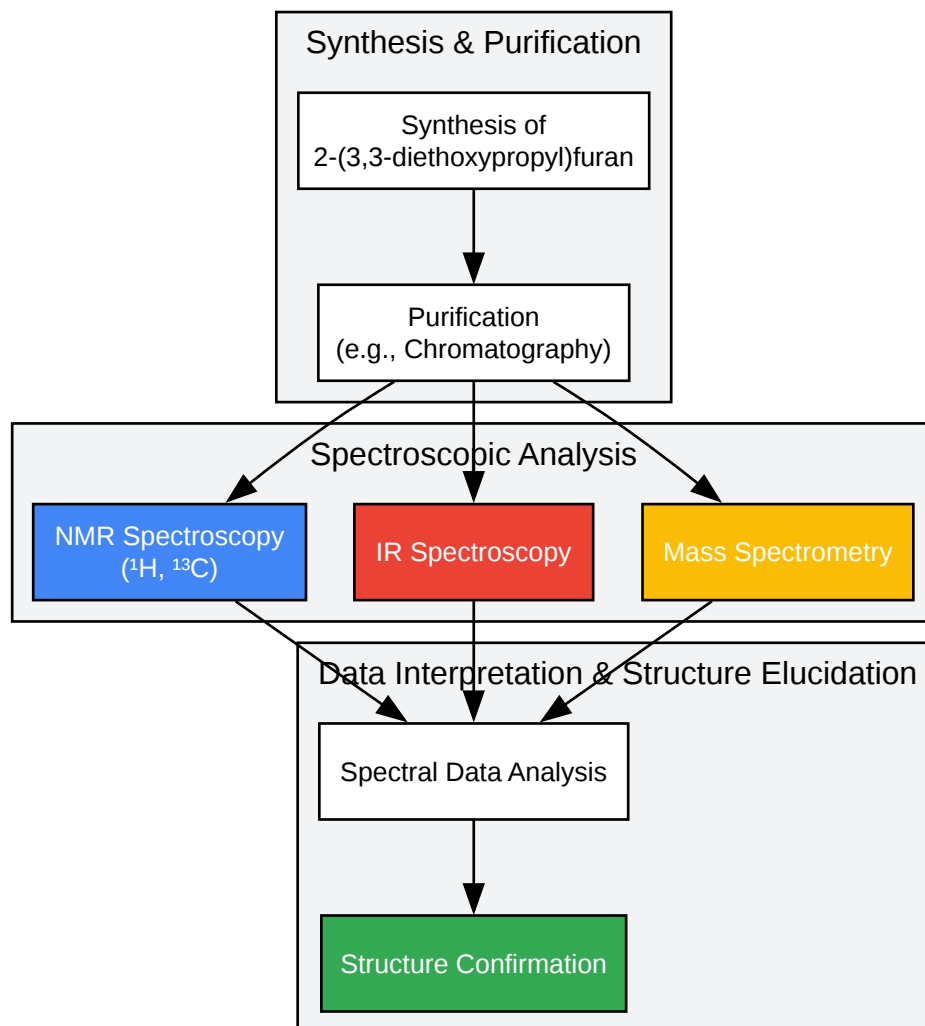 Synthesis & Purification
Synthesis of
2-(3,3-diethoxypropyl)furan
Purification
(e.g., Chromatography)
Spectroscopic Analysis
NMR Spectroscopy
(¹H, ¹³C)
IR Spectroscopy
Mass Spectrometry
Data Interpretation & Structure Elucidation
Spectral Data Analysis
Structure Confirmation